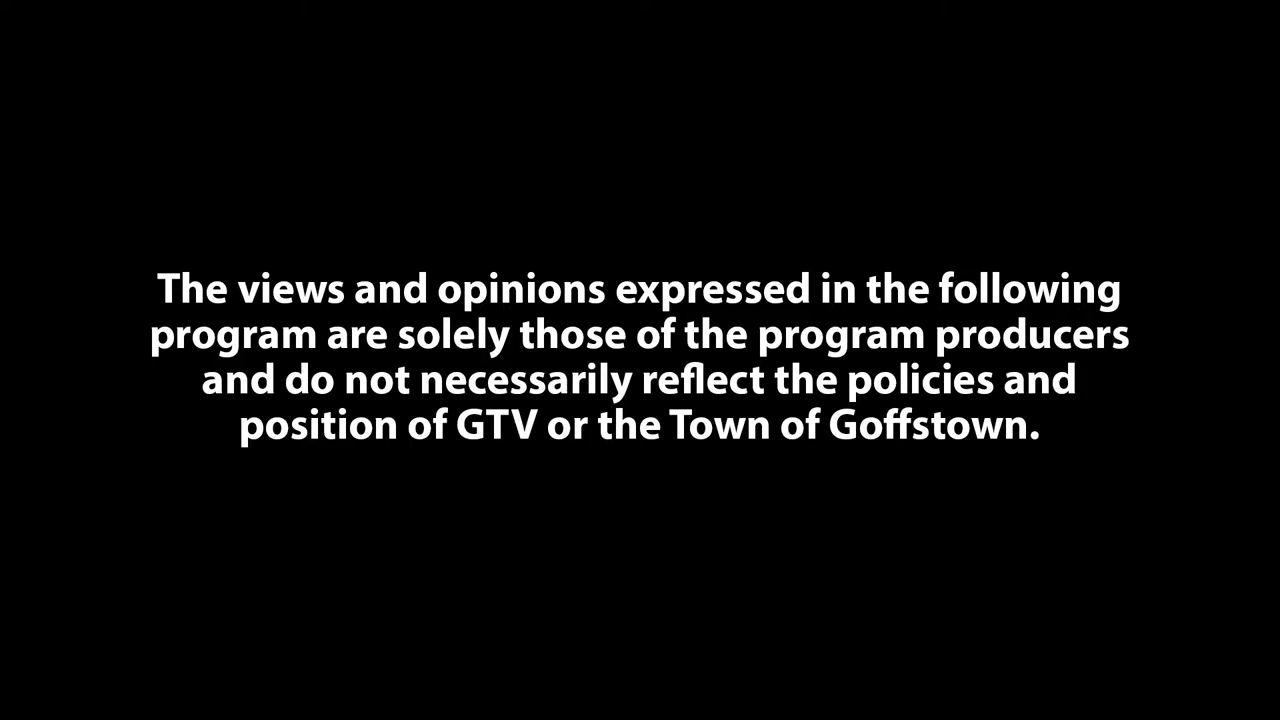 The views and opinions expressed in the following
program are solely those of the program producers
and do not necessarily reflect the policies and
position of GTV or the Town of Goffstown.